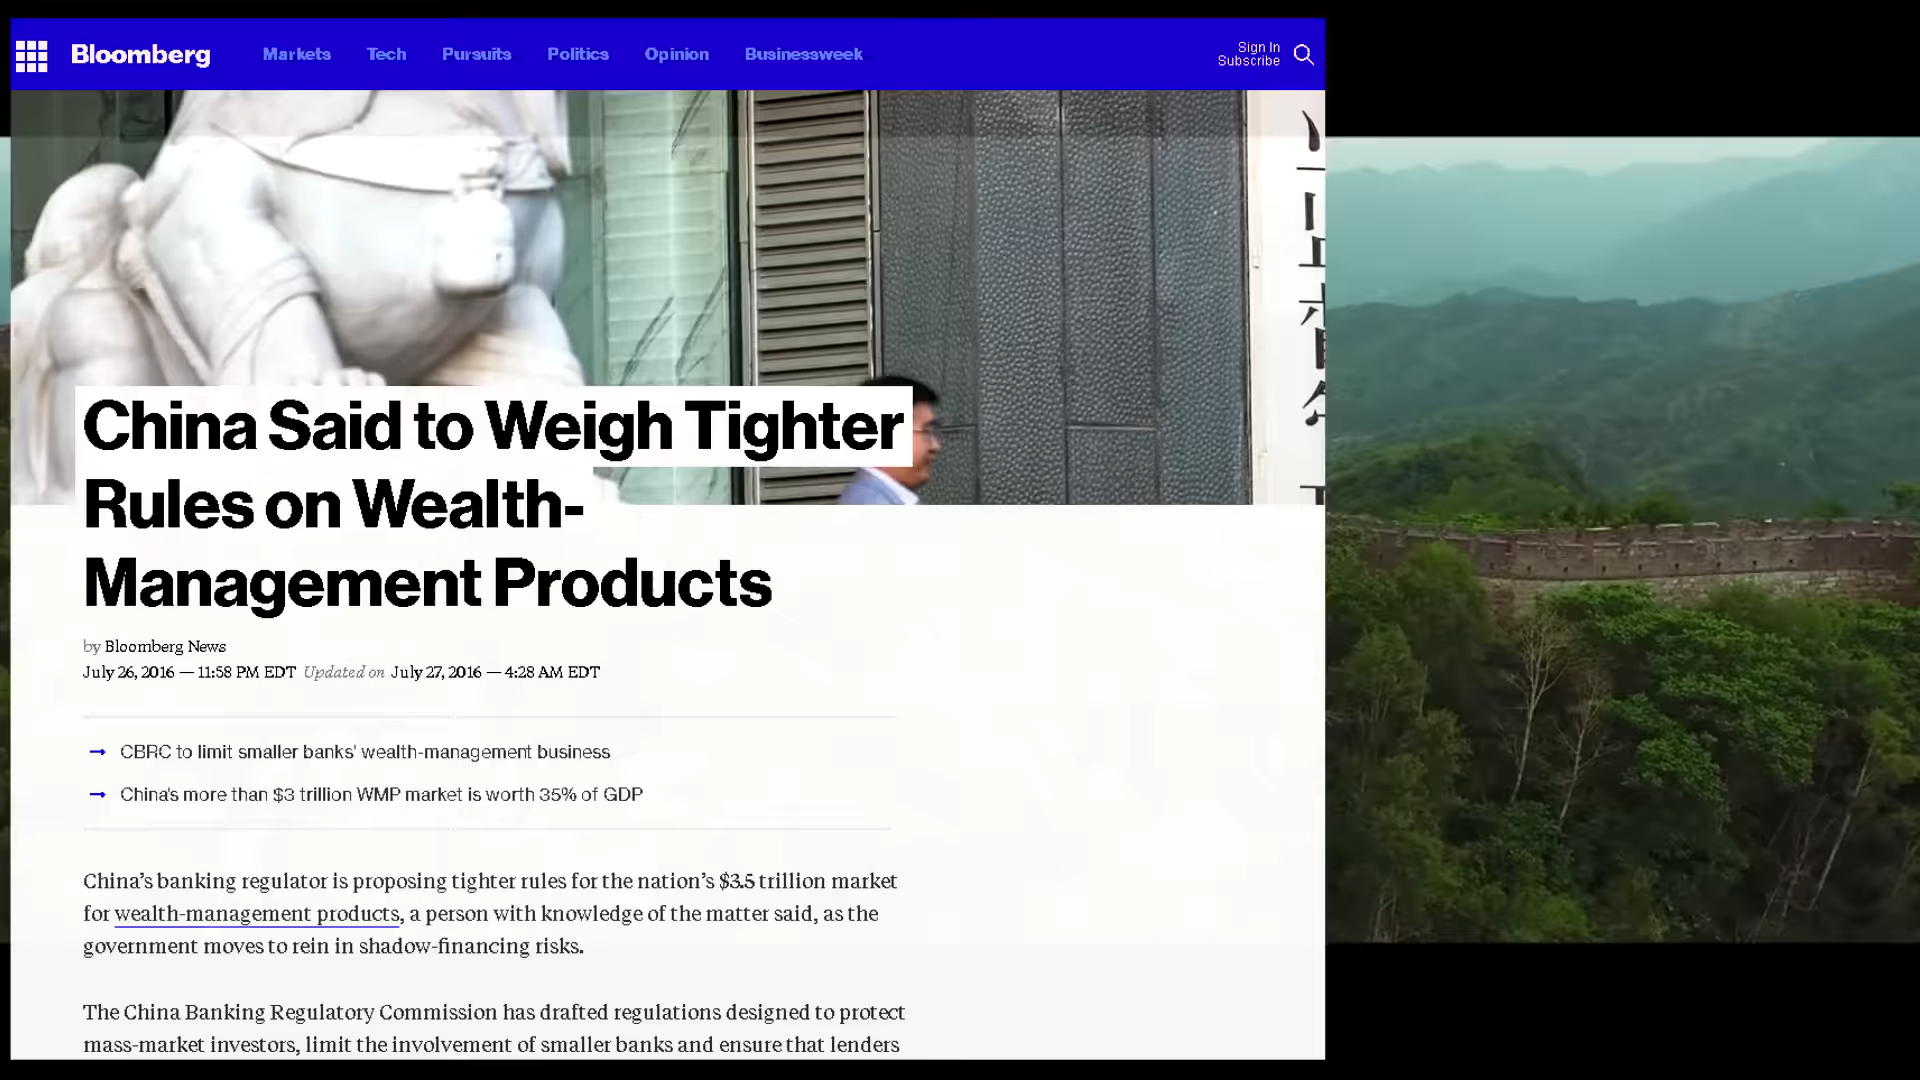 Bloomberg
Markets
Tech
Pursuits
Politics
Opinion
Businessweek
Sign In
Subscribe
China Said to Weigh Tighter
Rules on Wealth-
Management Products
by Bloomberg News
July 26, 2016 — 11:58 PM EDT Updated on July 27, 2016 — 4:28 AM EDT
→ CBRC to limit smaller banks' wealth-management business
→ China's more than $3 trillion WMP market is worth 35% of GDP
China’s banking regulator is proposing tighter rules for the nation’s $3.5 trillion market
for wealth-management products, a person with knowledge of the matter said, as the
government moves to rein in shadow-financing risks.
The China Banking Regulatory Commission has drafted regulations designed to protect
mass-market investors, limit the involvement of smaller banks and ensure that lenders